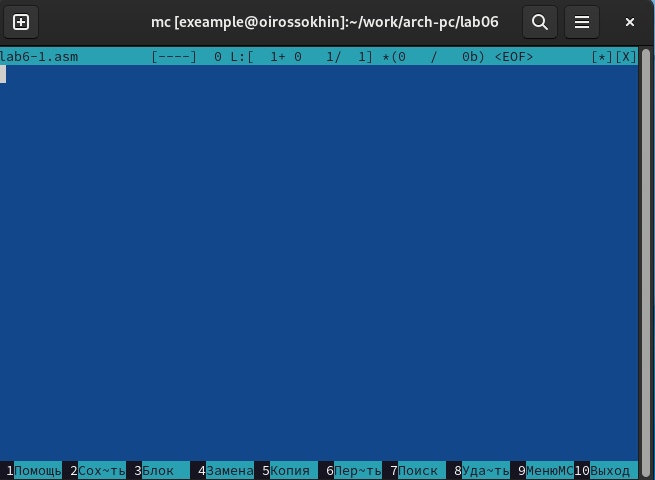 mc [exeample@oirossokhin]:~/work/arch-pc/lab06
lab6-1.asm [----] 0 L:[ 1+ 0 1/ 1] *(0 / 0b) <EOF> [*][X]
1Помощь 2Сох~ть 3Блок 4Замена 5Копия 6Пер~ть 7Поиск 8Уда~ть 9МенюMC 10Выход